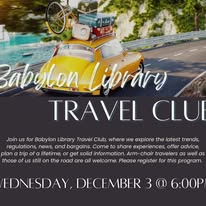 Babylon Library
TRAVEL CLUB
Join us for Babylon Library Travel Club, where we explore the latest trends,
regulations, news, and bargains. Come to share experiences, offer advice,
plan a trip of a lifetime, or get solid information. Arm-chair travelers as well as
those of us still on the road are all welcome. Please register for this program.
WEDNESDAY, DECEMBER 3 @ 6:00PM